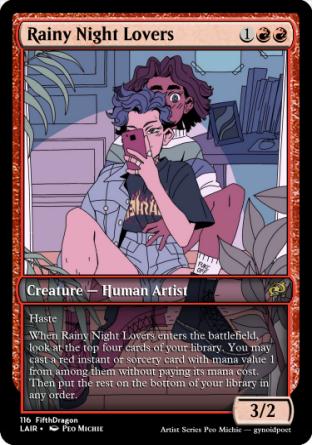 Rainy Night Lovers
1
Creature — Human Artist
Haste
When Rainy Night Lovers enters the battlefield,
look at the top four cards of your library. You may
cast a red instant or sorcery card with mana value 1
from among them without paying its mana cost.
Then put the rest on the bottom of your library in
any order.
3/2
116 FifthDragon
LAIR • Peo Michie
Artist Series Peo Michie — gynoidpoet